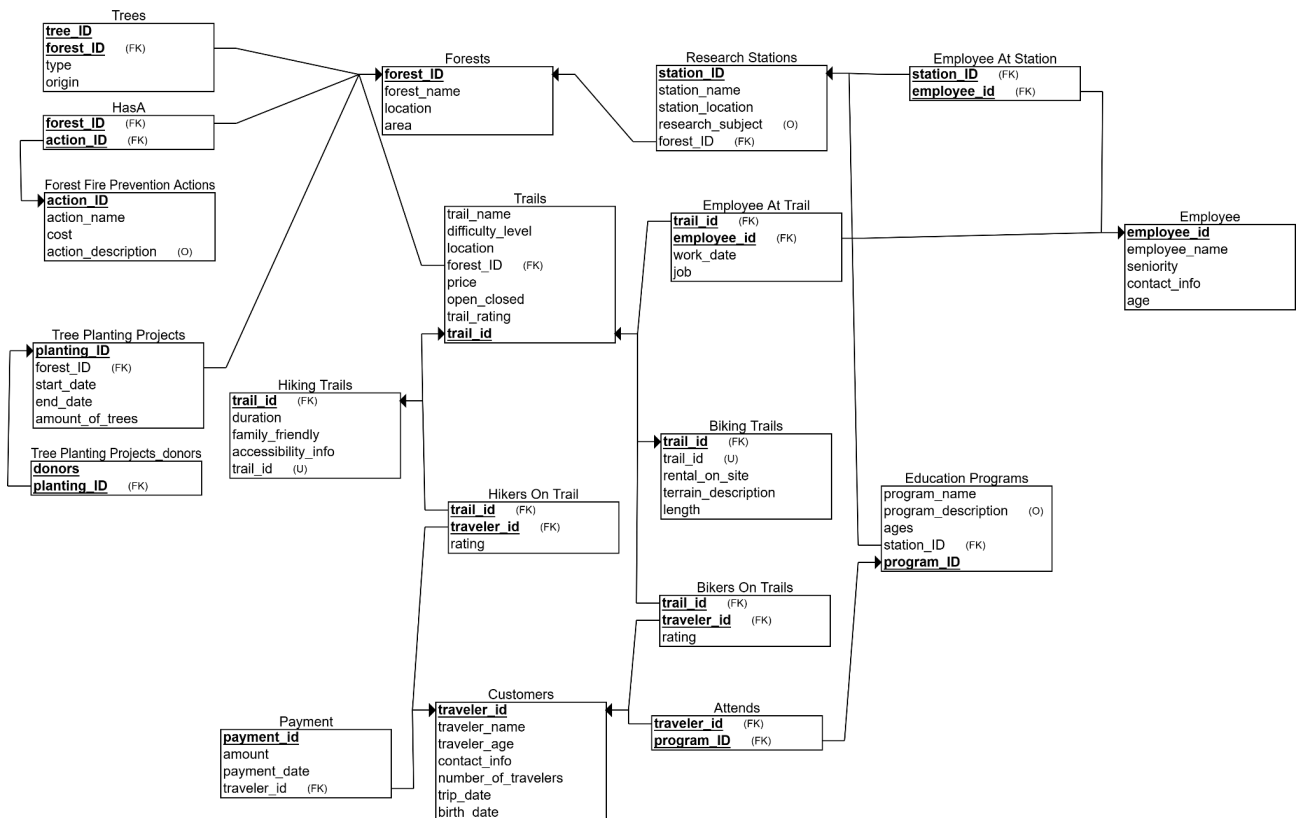 Trees
tree_ID
forest_ID (FK)
type
origin
HasA
forest_ID (FK)
action_ID (FK)
Forest Fire Prevention Actions
action_ID
action_name
cost
action_description (O)
Tree Planting Projects
planting_ID
forest_ID (FK)
start_date
end_date
amount_of_trees
Tree Planting Projects_donors
donors
planting_ID (FK)
Forests
forest_ID
forest_name
location
area
Trails
trail_name
difficulty_level
location
forest_ID (FK)
price
open_closed
trail_rating
trail_id
Hiking Trails
trail_id (FK)
duration
family_friendly
accessibility_info
trail_id (U)
Hikers On Trail
trail_id (FK)
traveler_id (FK)
rating
Payment
payment_id
amount
payment_date
traveler_id (FK)
Customers
traveler_id
traveler_name
traveler_age
contact_info
number_of_travelers
trip_date
birth_date
Research Stations
station_ID
station_name
station_location
research_subject (O)
forest_ID (FK)
Employee At Trail
trail_id (FK)
employee_id (FK)
work_date
job
Biking Trails
trail_id (FK)
trail_id (U)
rental_on_site
terrain_description
length
Bikers On Trails
trail_id (FK)
traveler_id (FK)
rating
Attends
traveler_id (FK)
program_ID (FK)
Employee At Station
station_ID (FK)
employee_id (FK)
Employee
employee_id
employee_name
seniority
contact_info
age
Education Programs
program_name
program_description (O)
ages
station_ID (FK)
program_ID